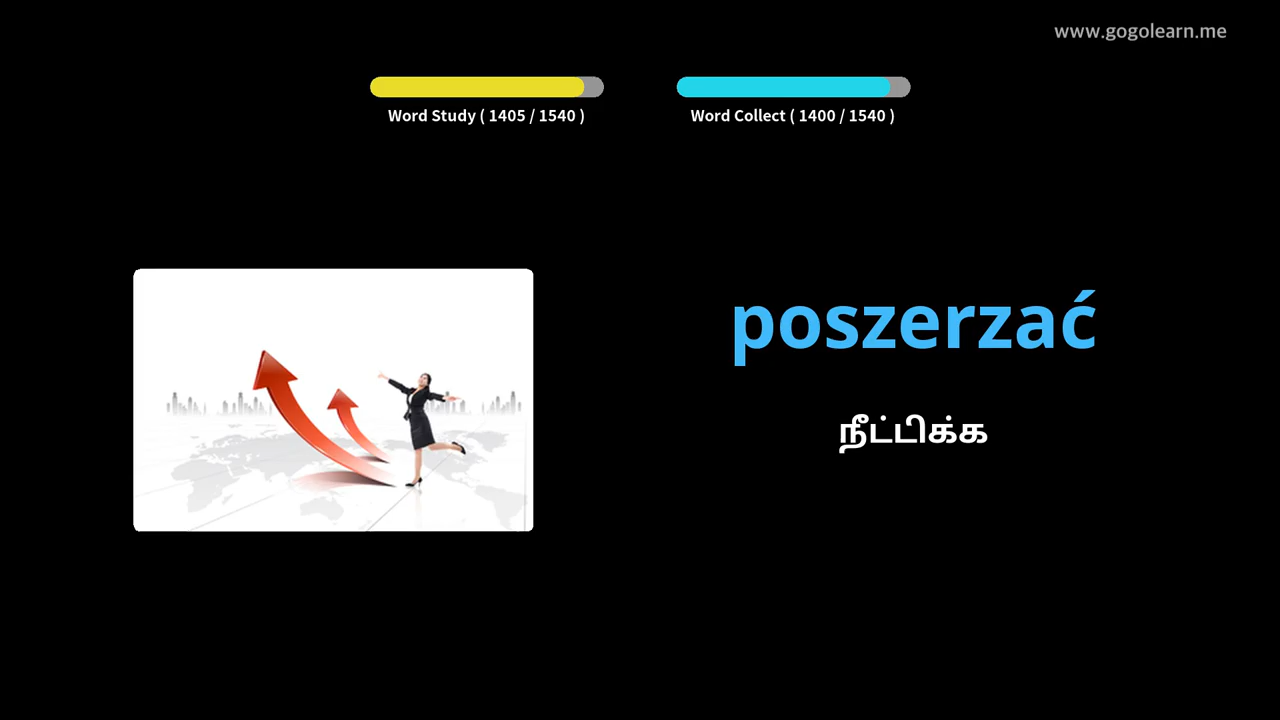 www.gogolearn.me
Word Study ( 1405 / 1540 )
Word Collect ( 1400 / 1540 )
poszerzać
நீட்டிக்க